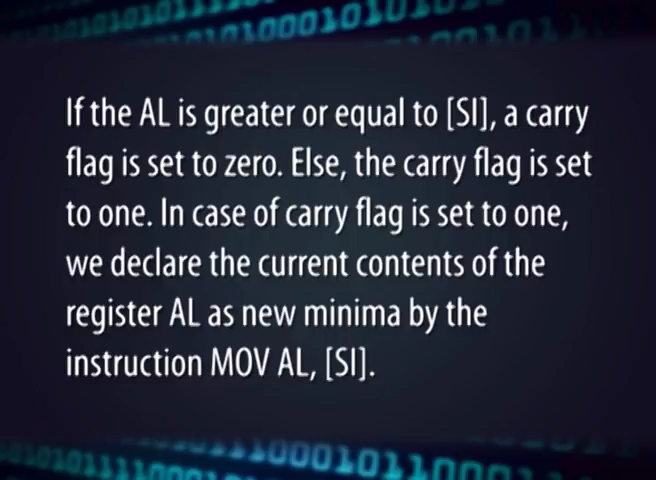 If the AL is greater or equal to [SI], a carry
flag is set to zero. Else, the carry flag is set
to one. In case of carry flag is set to one,
we declare the current contents of the
register AL as new minima by the
instruction MOV AL, [SI].